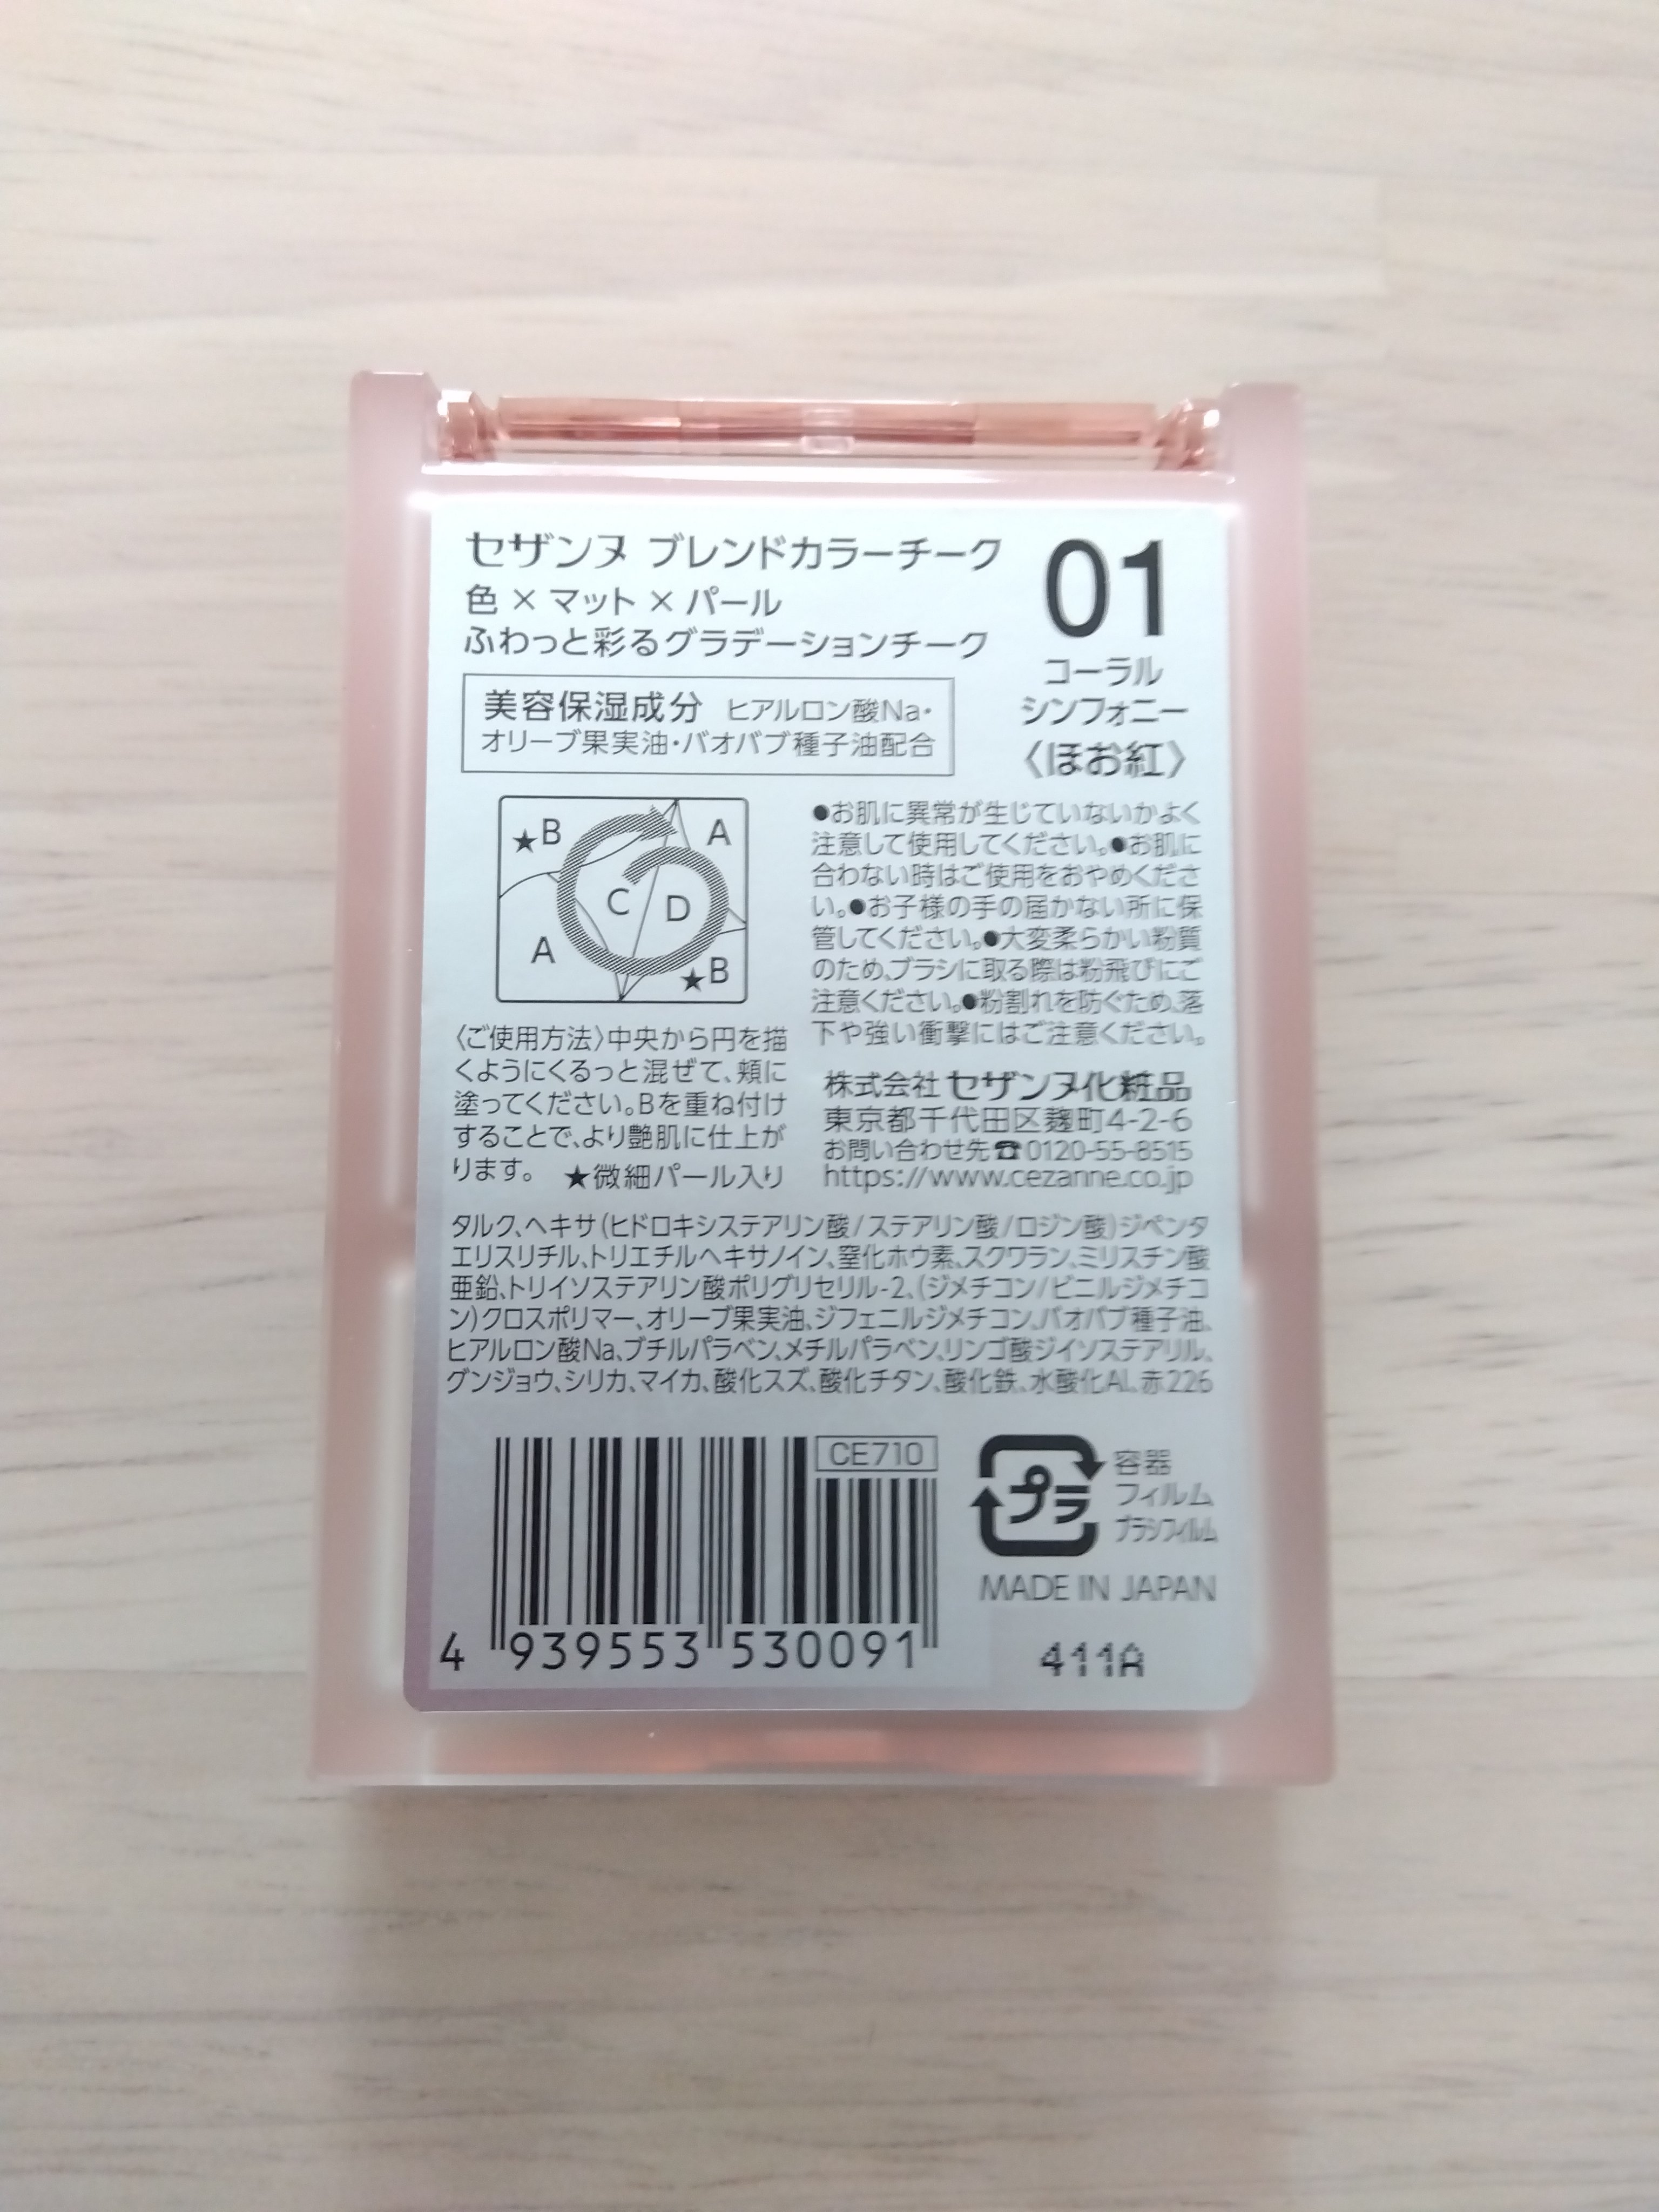 セザンヌ ブレンドカラーチーク
色×マット×パール
ふわっと彩るグラデーションチーク
01
コーラル
シンフォニー
〈ほお紅〉
美容保湿成分 ヒアルロン酸Na・
オリーブ果実油・バオバブ種子油配合
★B
A
C
D
A
★B
〈ご使用方法〉中央から円を描
くようにくるっと混ぜて、頬に
塗ってください。Bを重ね付け
することで、より艶肌に仕上が
ります。 ★微細パール入り
●お肌に異常が生じていないかよく
注意して使用してください。●お肌に
合わない時はご使用をおやめくださ
い。●お子様の手の届かない所に保
管してください。●大変柔らかい粉質
のため、ブラシに取る際は粉飛びにご
注意ください。●粉割れを防ぐため、落
下や強い衝撃にはご注意ください。
株式会社 セザンヌ化粧品
東京都千代田区麹町4-2-6
お問い合わせ先☎0120-55-8515
https://www.cezanne.co.jp
タルク、ヘキサ(ヒドロキシステアリン酸/ステアリン酸/ロジン酸)ジペンタ
エリスリチル、トリエチルヘキサノイン、窒化ホウ素、スクワラン、ミリスチン酸
亜鉛、トリイソステアリン酸ポリグリセリル-2、(ジメチコン/ビニルジメチコ
ン)クロスポリマー、オリーブ果実油、ジフェニルジメチコン、バオバブ種子油、
ヒアルロン酸Na、ブチルパラベン、メチルパラベン、リンゴ酸ジイソステアリル、
グンジョウ、シリカ、マイカ、酸化スズ、酸化チタン、酸化鉄、水酸化Al、赤226
CE710
4 939553 530091
プラ
容器
フィルム
ブラシフィルム
MADE IN JAPAN
411A